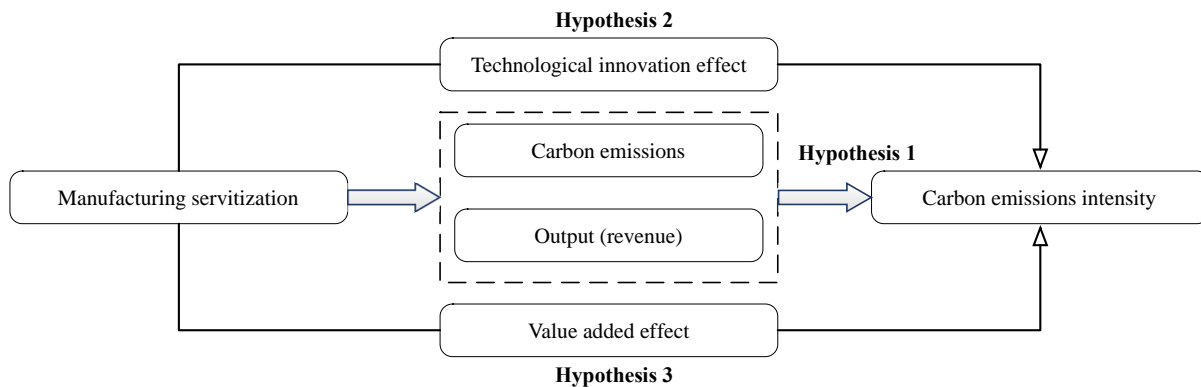 Hypothesis 2
Technological innovation effect
Carbon emissions
Hypothesis 1
Manufacturing servitization
Carbon emissions intensity
Output (revenue)
Value added effect
Hypothesis 3